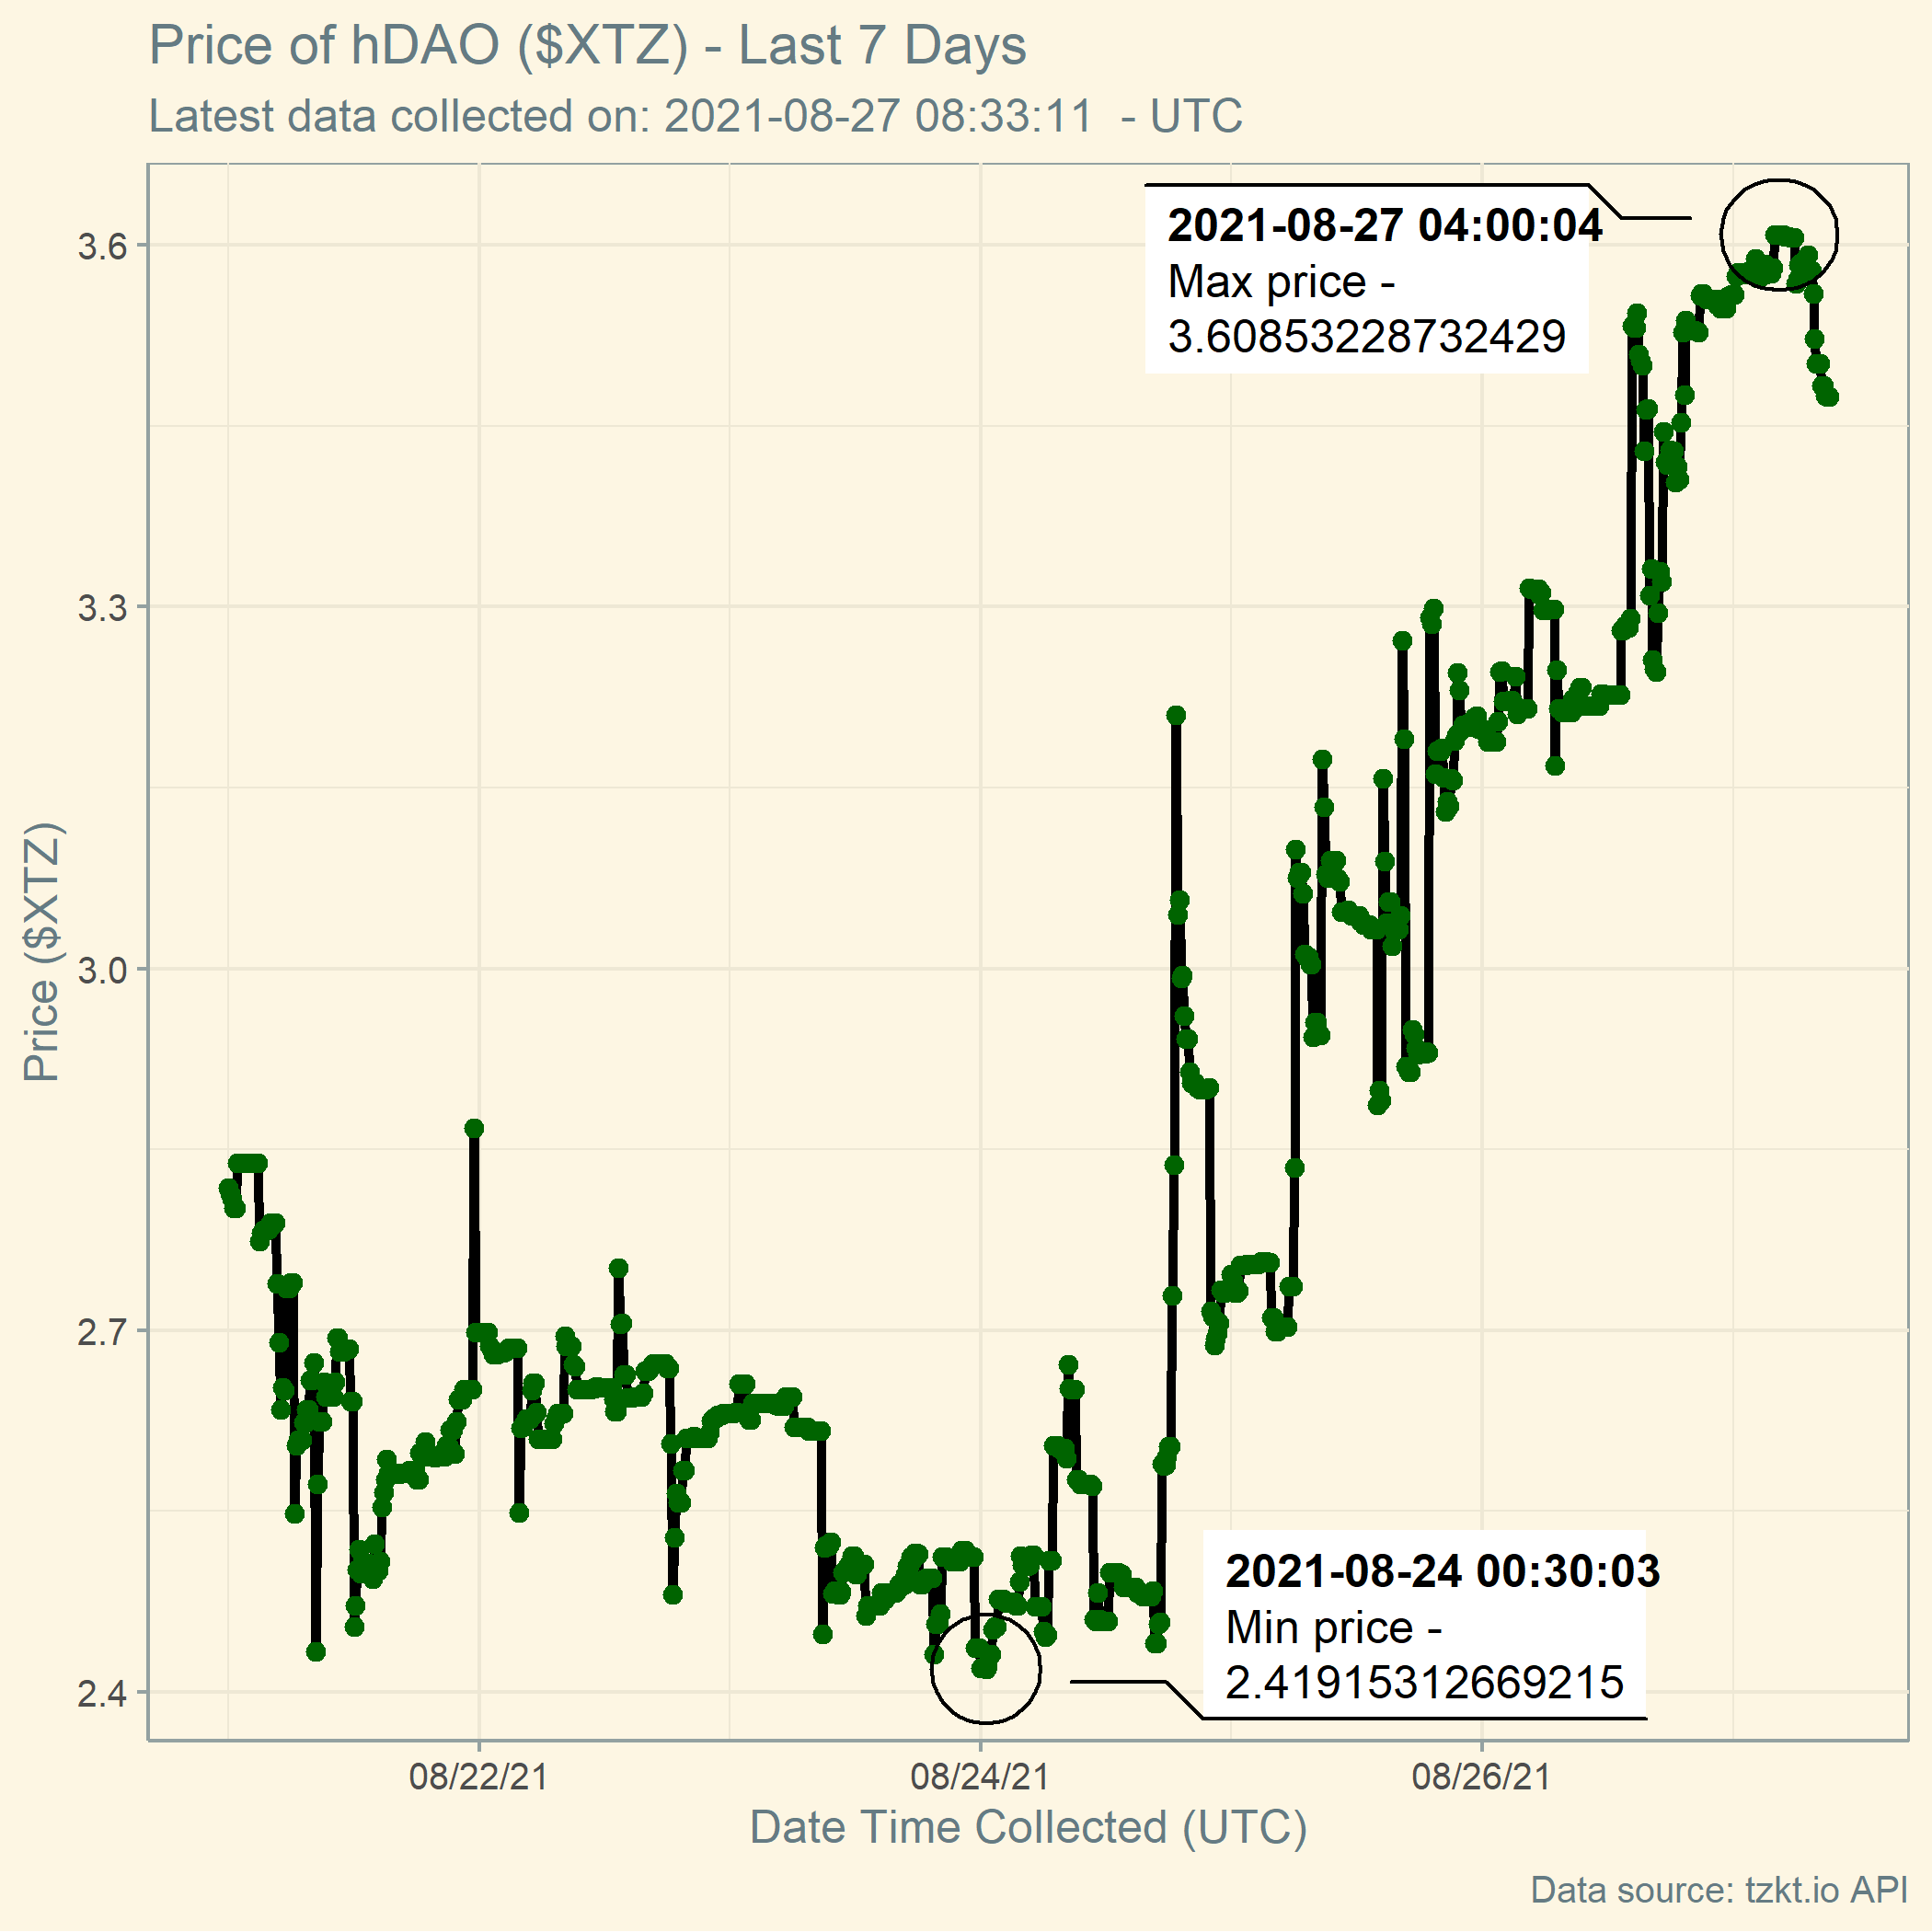 Price of hDAO ($XTZ) - Last 7 Days
Latest data collected on: 2021-08-27 08:33:11  - UTC
2021-08-27 04:00:04
Max price -
3.60853228732429
3.6
3.3
3.0
2.7
2.4
Price ($XTZ)
2021-08-24 00:30:03
Min price -
2.41915312669215
08/22/21
08/24/21
08/26/21
Date Time Collected (UTC)
Data source: tzkt.io API